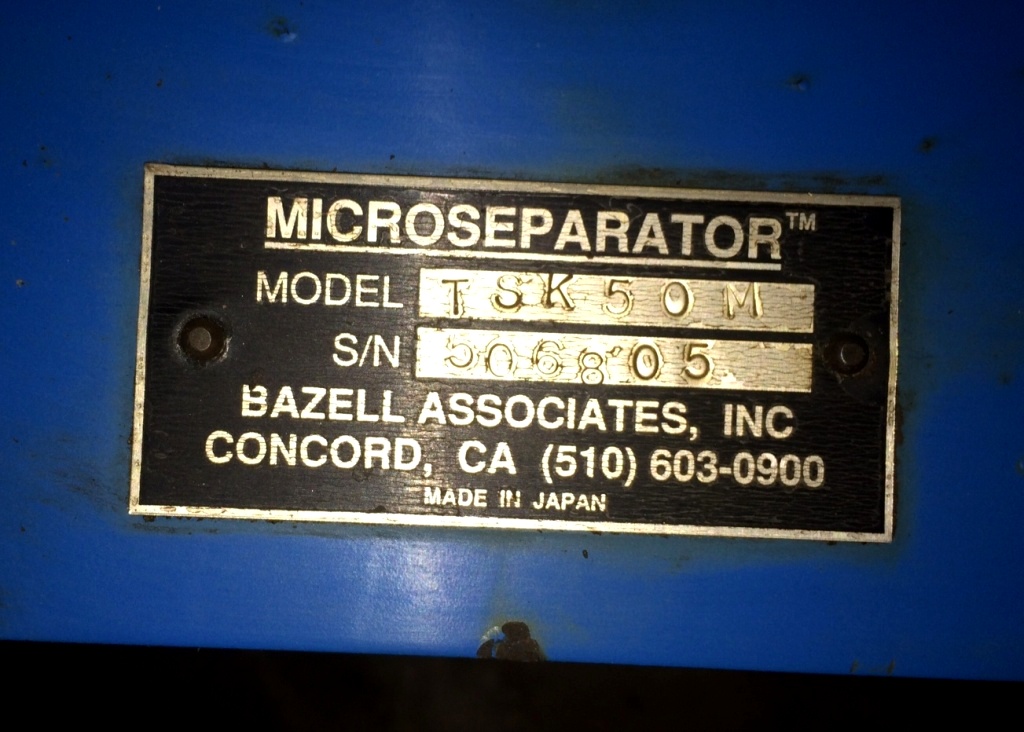 MICROSEPARATOR™
MODEL TSK50M
S/N 506805
BAZELL ASSOCIATES, INC
CONCORD, CA (510) 603-0900
MADE IN JAPAN